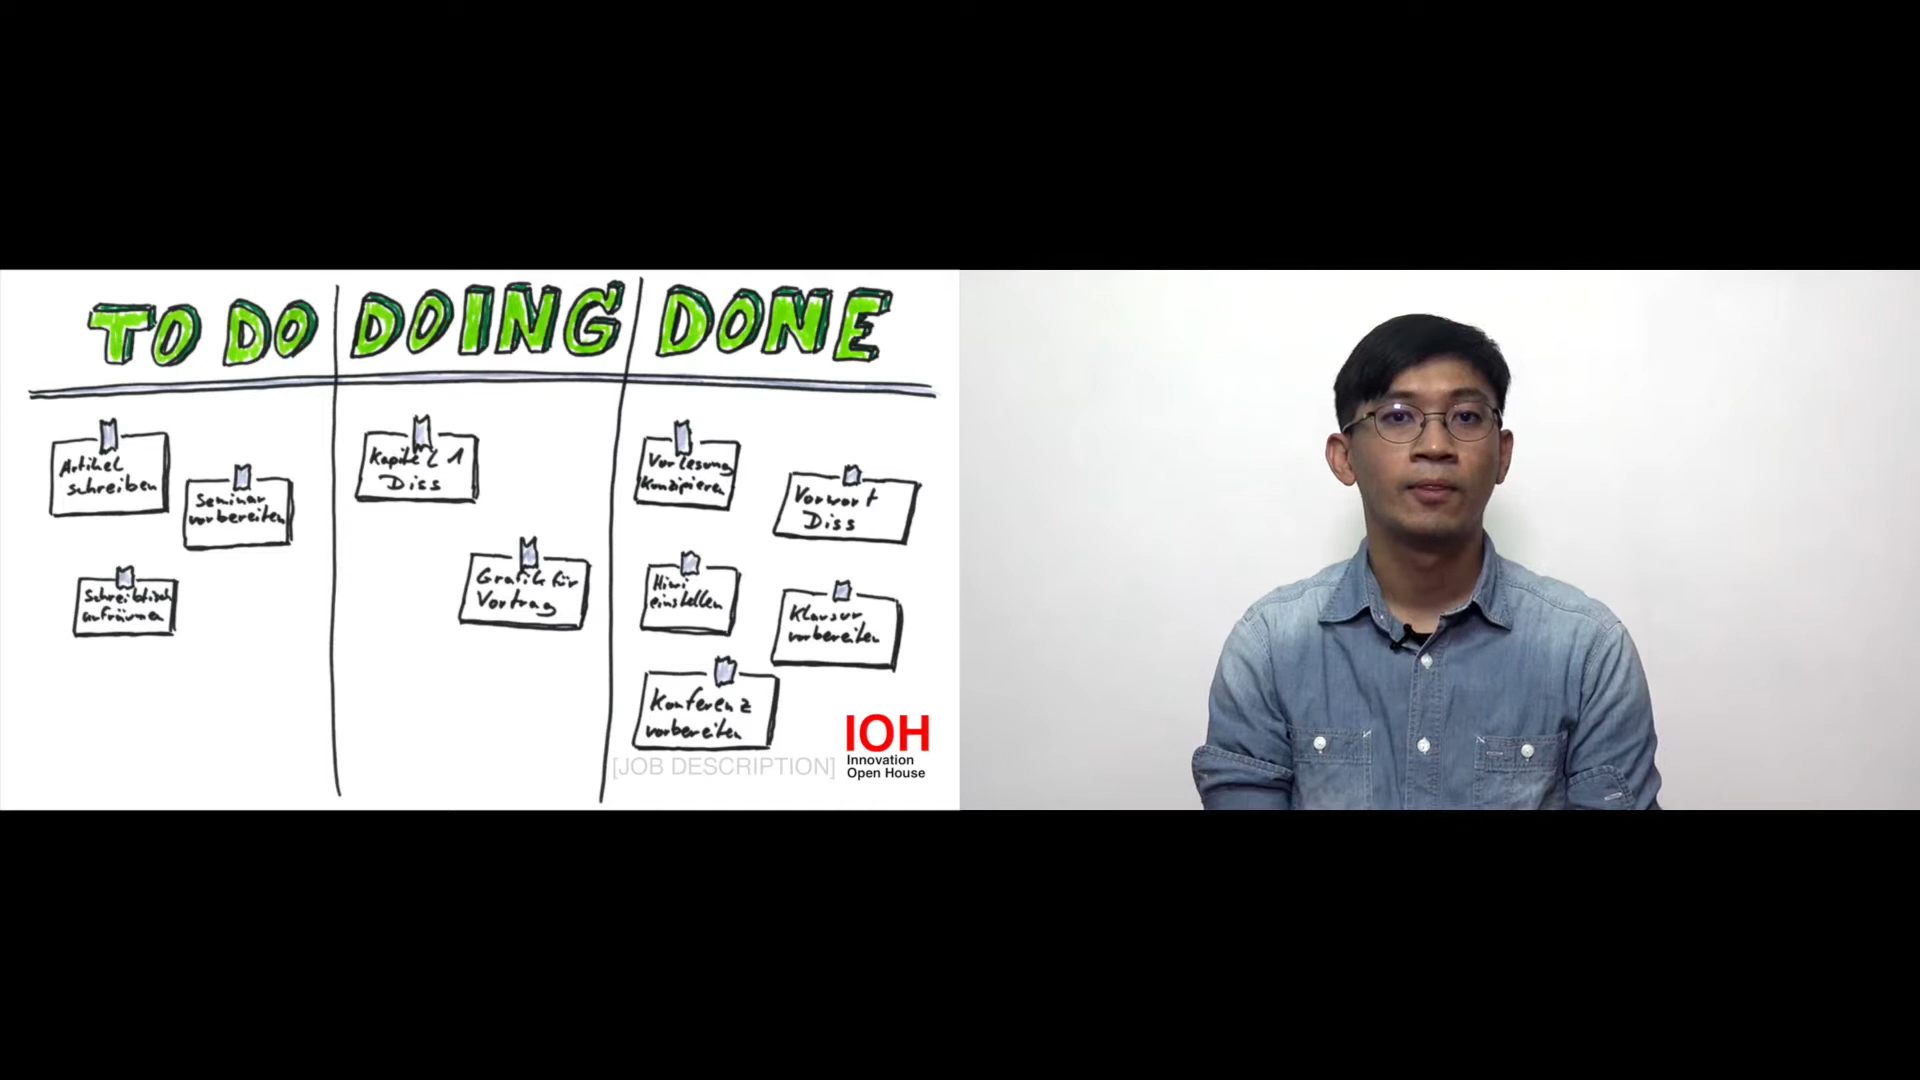 TO DO
DOING
DONE
Artikel
schreiben
Seminar
vorbereiten
Schreibtisch
aufräumen
Kapitel 1
Diss
Grafik für
Vortrag
Vorlesung
Konzipieren
Vorwort
Diss
Hiwi
einstellen
Klausur
vorbereiten
Konferenz
vorbereiten
[JOB DESCRIPTION]
IOH
Innovation
Open House